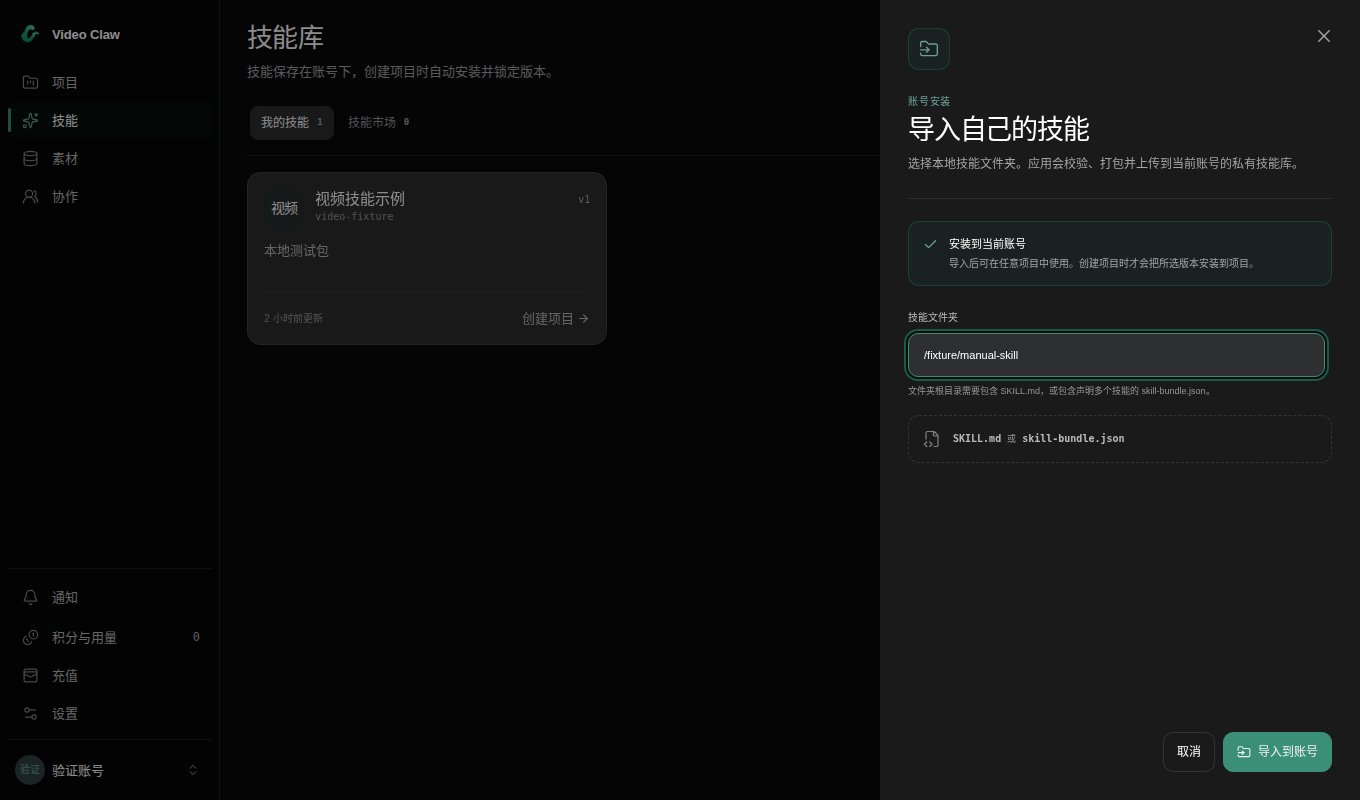 Video Claw
项目
技能
素材
协作
通知
积分与用量 0
充值
设置
验证 验证账号
技能库
技能保存在账号下，创建项目时自动安装并锁定版本。
我的技能 1 技能市场 0
视频 视频技能示例 v1
video-fixture
本地测试包
2 小时前更新 创建项目
账号安装
导入自己的技能
选择本地技能文件夹。应用会校验、打包并上传到当前账号的私有技能库。
安装到当前账号
导入后可在任意项目中使用。创建项目时才会把所选版本安装到项目。
技能文件夹
/fixture/manual-skill
文件夹根目录需要包含 SKILL.md，或包含声明多个技能的 skill-bundle.json。
SKILL.md 或 skill-bundle.json
取消 导入到账号